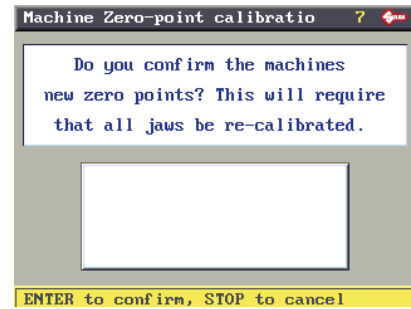 Machine Zero-point calibratio 7
Do you confirm the machines
new zero points? This will require
that all jaws be re-calibrated.
ENTER to confirm, STOP to cancel